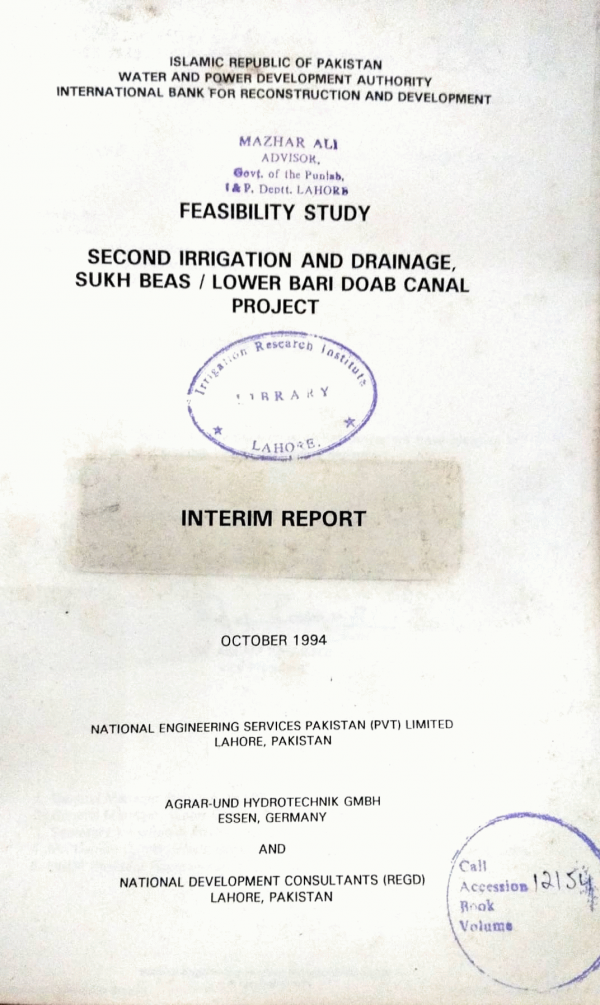 ISLAMIC REPUBLIC OF PAKISTAN
WATER AND POWER DEVELOPMENT AUTHORITY
INTERNATIONAL BANK FOR RECONSTRUCTION AND DEVELOPMENT
MAZHAR ALI
ADVISOR,
Govt. of the Punjab,
I & P. Deptt. LAHORE
FEASIBILITY STUDY
SECOND IRRIGATION AND DRAINAGE,
SUKH BEAS / LOWER BARI DOAB CANAL
PROJECT
Irrigation Research Institute
LIBRARY
LAHORE.
INTERIM REPORT
OCTOBER 1994
NATIONAL ENGINEERING SERVICES PAKISTAN (PVT) LIMITED
LAHORE, PAKISTAN
AGRAR-UND HYDROTECHNIK GMBH
ESSEN, GERMANY
AND
NATIONAL DEVELOPMENT CONSULTANTS (REGD)
LAHORE, PAKISTAN
Call
Accession 12154
Book
Volume